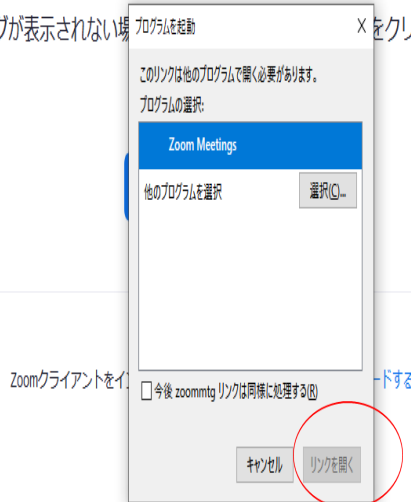 ブが表示されない場
をクリ
プログラムを起動
このリンクは他のプログラムで開く必要があります。
プログラムの選択:
Zoom Meetings
他のプログラムを選択
選択(C)...
Zoomクライアントをイン
ードする
今後 zoommtg リンクは同様に処理する(R)
キャンセル
リンクを開く